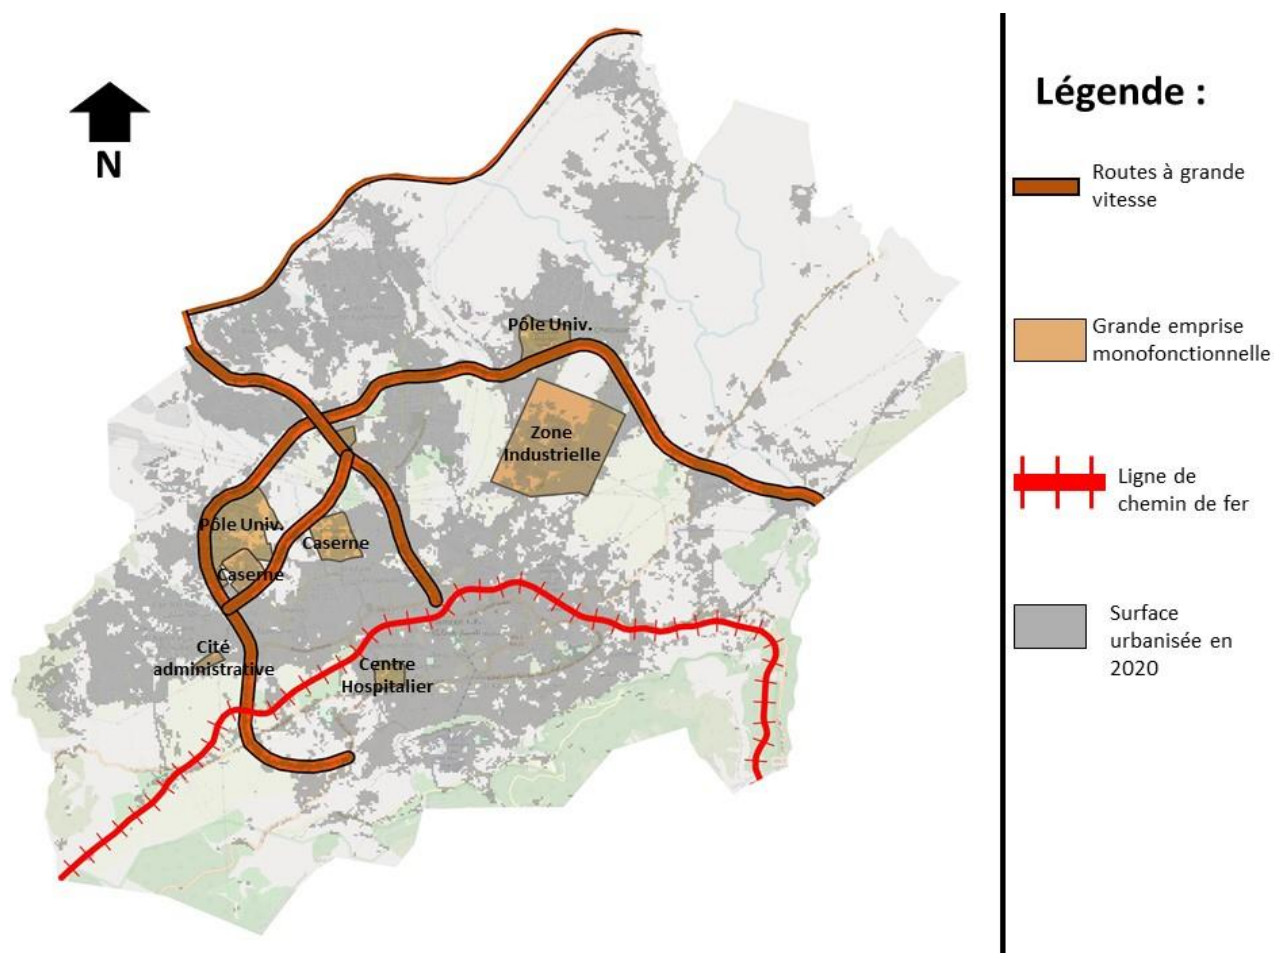 N
Pôle Univ.
Zone
Industrielle
Pôle Univ.
Caserne
Caserne
Cité
administrative
Centre
Hospitalier
Légende :
Routes à grande
vitesse
Grande emprise
monofonctionnelle
Ligne de
chemin de fer
Surface
urbanisée en
2020